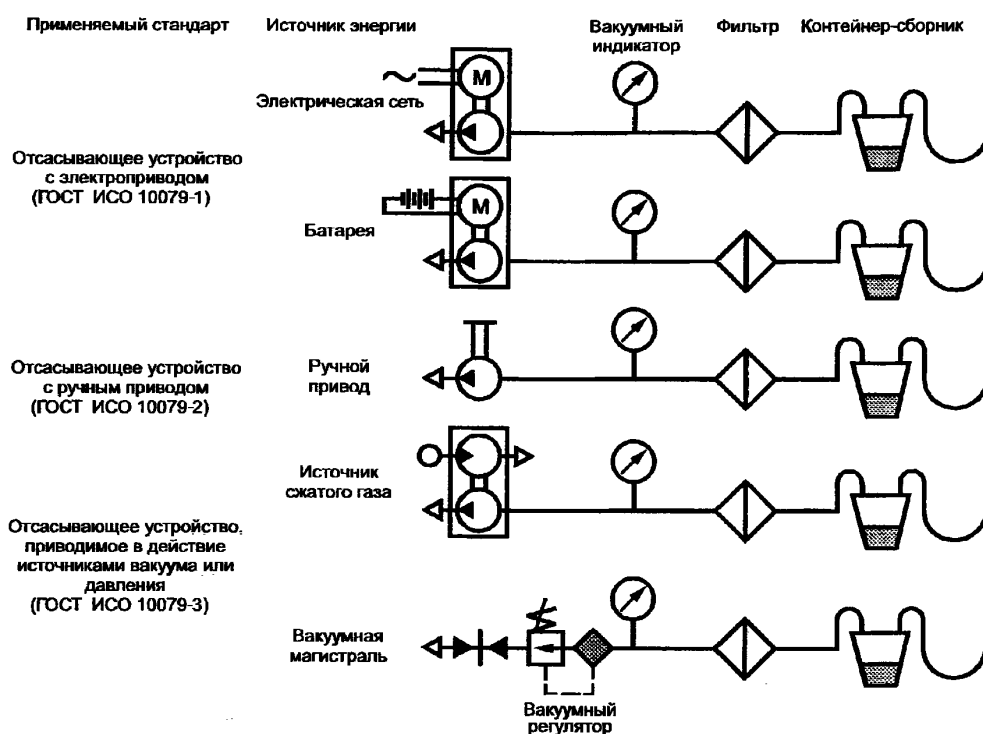 Применяемый стандарт
Источник энергии
Вакуумный
индикатор
Фильтр
Контейнер-сборник
Электрическая сеть
М
Отсасывающее устройство
с электроприводом
(ГОСТ ИСО 10079-1)
Батарея
М
Отсасывающее устройство
с ручным приводом
(ГОСТ ИСО 10079-2)
Ручной
привод
Источник
сжатого газа
Отсасывающее устройство,
приводимое в действие
источниками вакуума или
давления
(ГОСТ ИСО 10079-3)
Вакуумная
магистраль
Вакуумный
регулятор